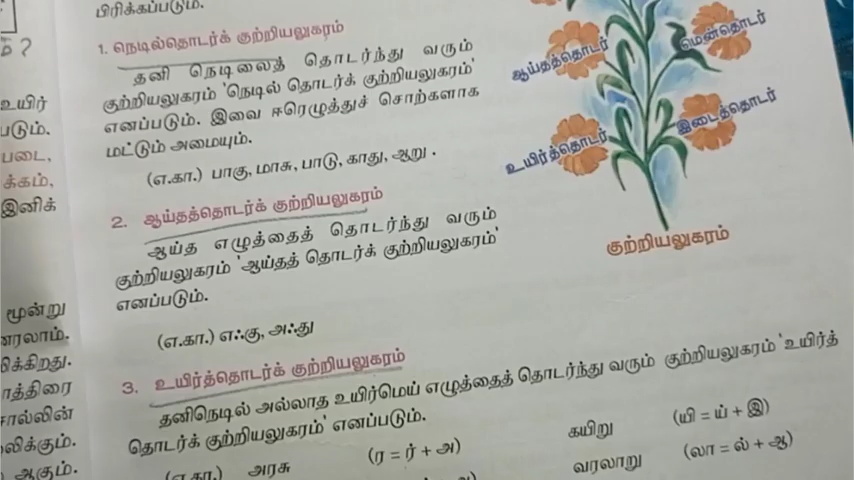 பிரிக்கப்படும்.
1. நெடில்தொடர்க் குற்றியலுகரம்
தனி நெடிலைத் தொடர்ந்து வரும்
குற்றியலுகரம் 'நெடில் தொடர்க் குற்றியலுகரம்'
எனப்படும். இவை ஈரெழுத்துச் சொற்களாக
மட்டும் அமையும்.
(எ.கா.) பாகு, மாசு, பாடு, காது, ஆறு .
2. ஆய்தத்தொடர்க் குற்றியலுகரம்
ஆய்த எழுத்தைத் தொடர்ந்து வரும்
குற்றியலுகரம் 'ஆய்தத் தொடர்க் குற்றியலுகரம்'
எனப்படும்.
(எ.கா.) எஃகு, அஃது
3. உயிர்த்தொடர்க் குற்றியலுகரம்
தனிநெடில் அல்லாத உயிர்மெய் எழுத்தைத் தொடர்ந்து வரும் குற்றியலுகரம் 'உயிர்த்
தொடர்க் குற்றியலுகரம்' எனப்படும்.
(எ.கா.) அரசு (ர = ர் + அ) கயிறு (யி = ய் + இ)
வரலாறு (லா = ல் + ஆ)
ஆய்தத்தொடர்
மென்தொடர்
உயிர்த்தொடர்
இடைத்தொடர்
குற்றியலுகரம்
உயிர்
படும்.
படை,
க்கம்,
இனிக்
மூன்று
னரலாம்.
க்கிறது.
ாத்திரை
சால்லின்
லிக்கும்.
ஆகும்.